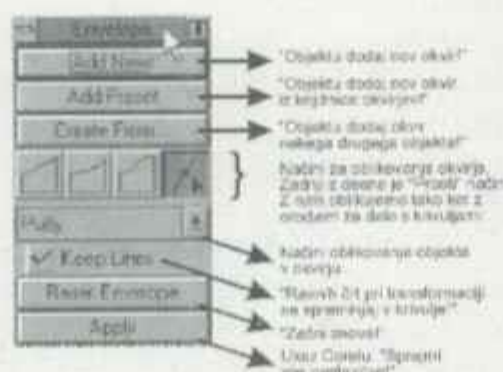 Envelope
Add New
"Objektu dodaj nov okvir!"
Add Preset
"Objektu dodaj nov okvir
iz knjižnice okvirjev!"
Create From
"Objektu dodaj okvir
nekega drugega objekta!"
Načini za oblikovanje okvirja.
Zadnji z desne je "Prosti" način.
Z njim oblikujemo tako kot z
orodjem za delo s krivuljami.
Putty
Načini oblikovanja objekta
v okvirju
Keep Lines
"Ravnih črt pri transformaciji
ne spreminjaj v krivulje!"
Reset Envelope
"Začni znova!"
Apply
Ukaz Corelu: "Sprejmi